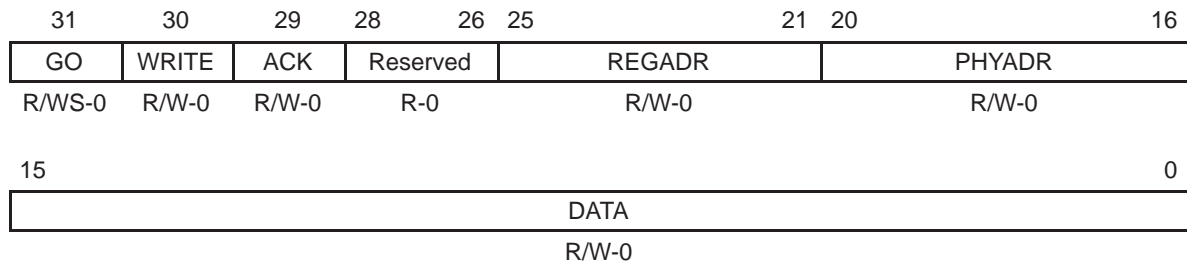 31 30 29 28 26 25 21 20 16
GO WRITE ACK Reserved REGADR PHYADR
R/WS-0 R/W-0 R/W-0 R-0 R/W-0 R/W-0
15 0
DATA
R/W-0